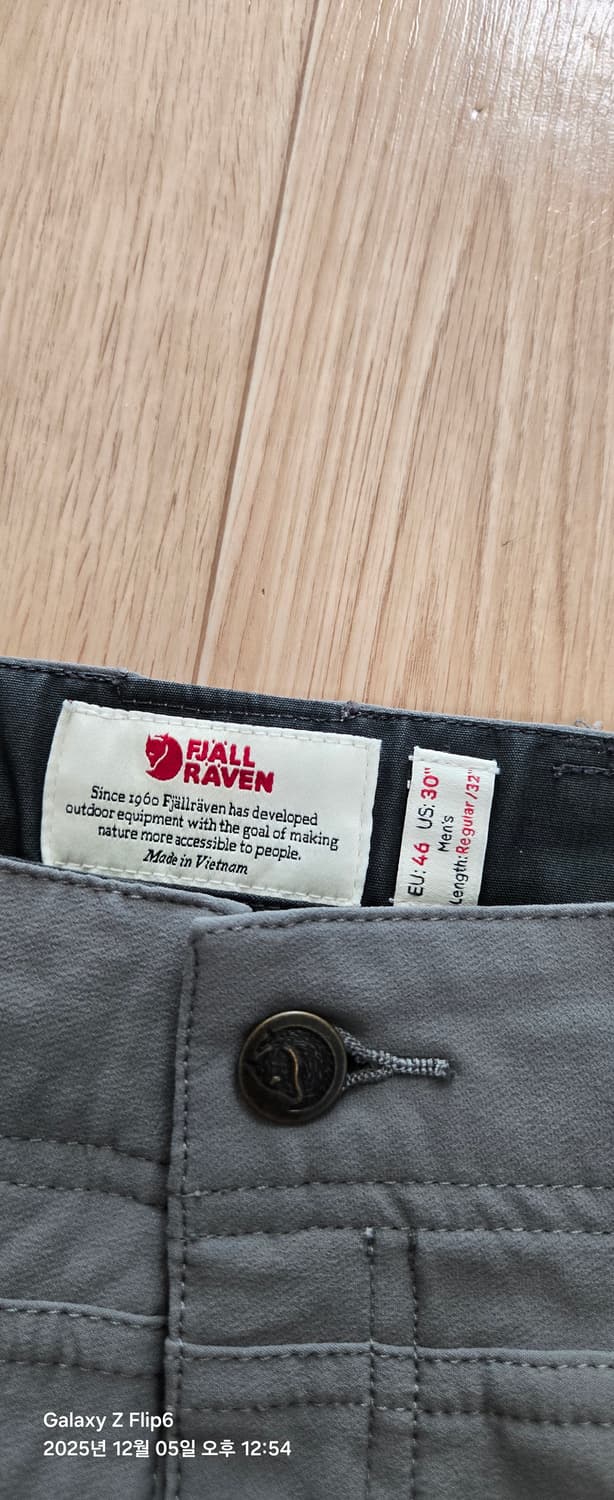 FJÄLL
RÄVEN
Since 1960 Fjällräven has developed
outdoor equipment with the goal of making
nature more accessible to people.
Made in Vietnam
EU: 46 US: 30"
Men's
Length: Regular /32"
Galaxy Z Flip6
2025년 12월 05일 오후 12:54